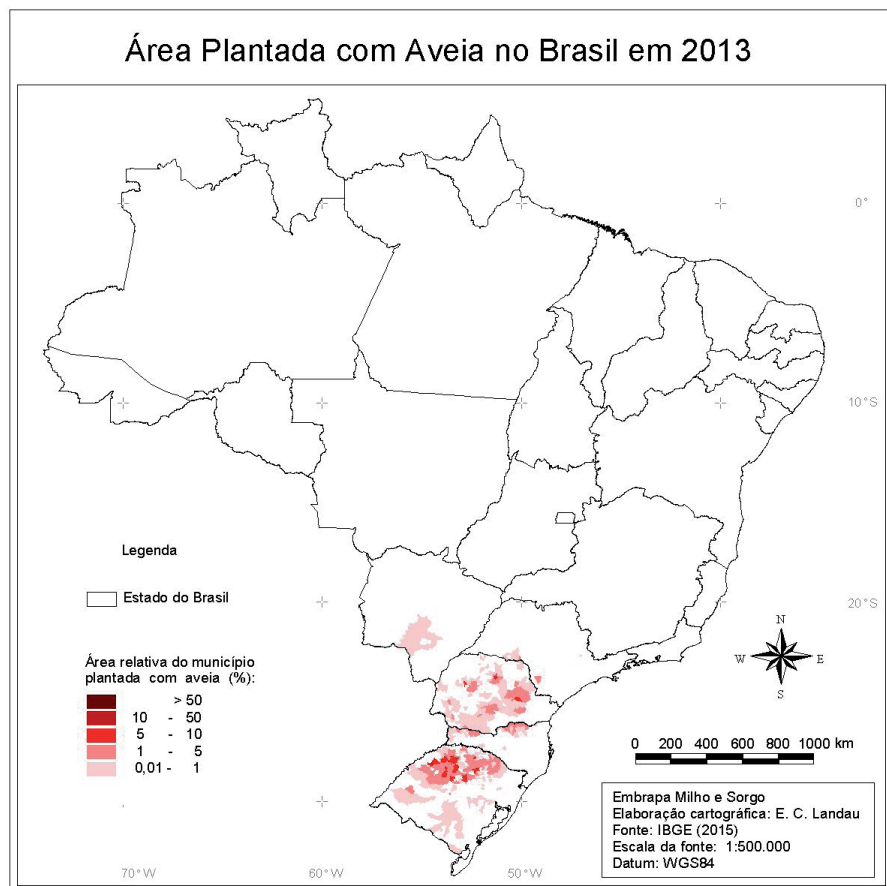 Área Plantada com Aveia no Brasil em 2013
0°
10°S
20°S
Legenda
Estado do Brasil
Área relativa do município
plantada com aveia (%):
> 50
10 - 50
5 - 10
1 - 5
0,01 - 1
N
W E
S
0 200 400 600 800 1000 km
Embrapa Milho e Sorgo
Elaboração cartográfica: E. C. Landau
Fonte: IBGE (2015)
Escala da fonte: 1:500.000
Datum: WGS84
70°W 60°W 50°W